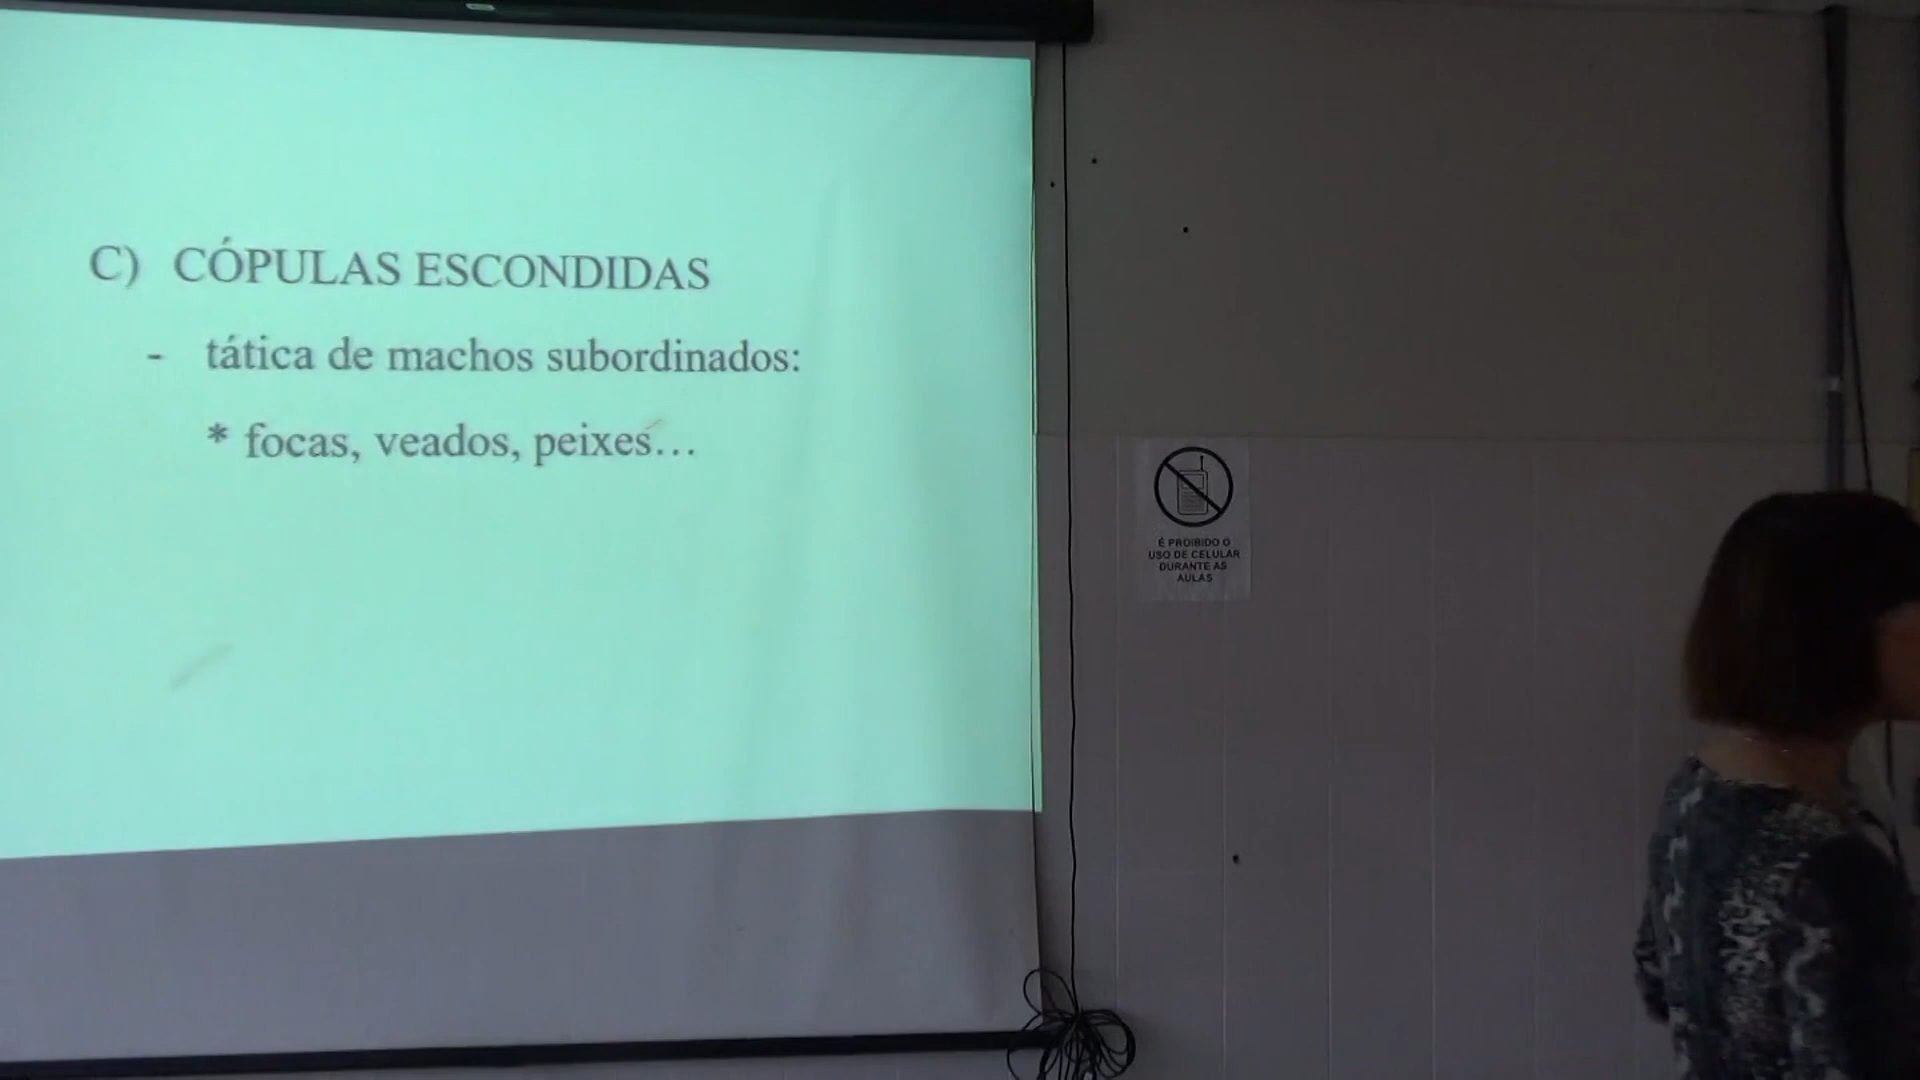 C) CÓPULAS ESCONDIDAS
- tática de machos subordinados:
* focas, veados, peixes...
É PROIBIDO O
USO DE CELULAR
DURANTE AS
AULAS